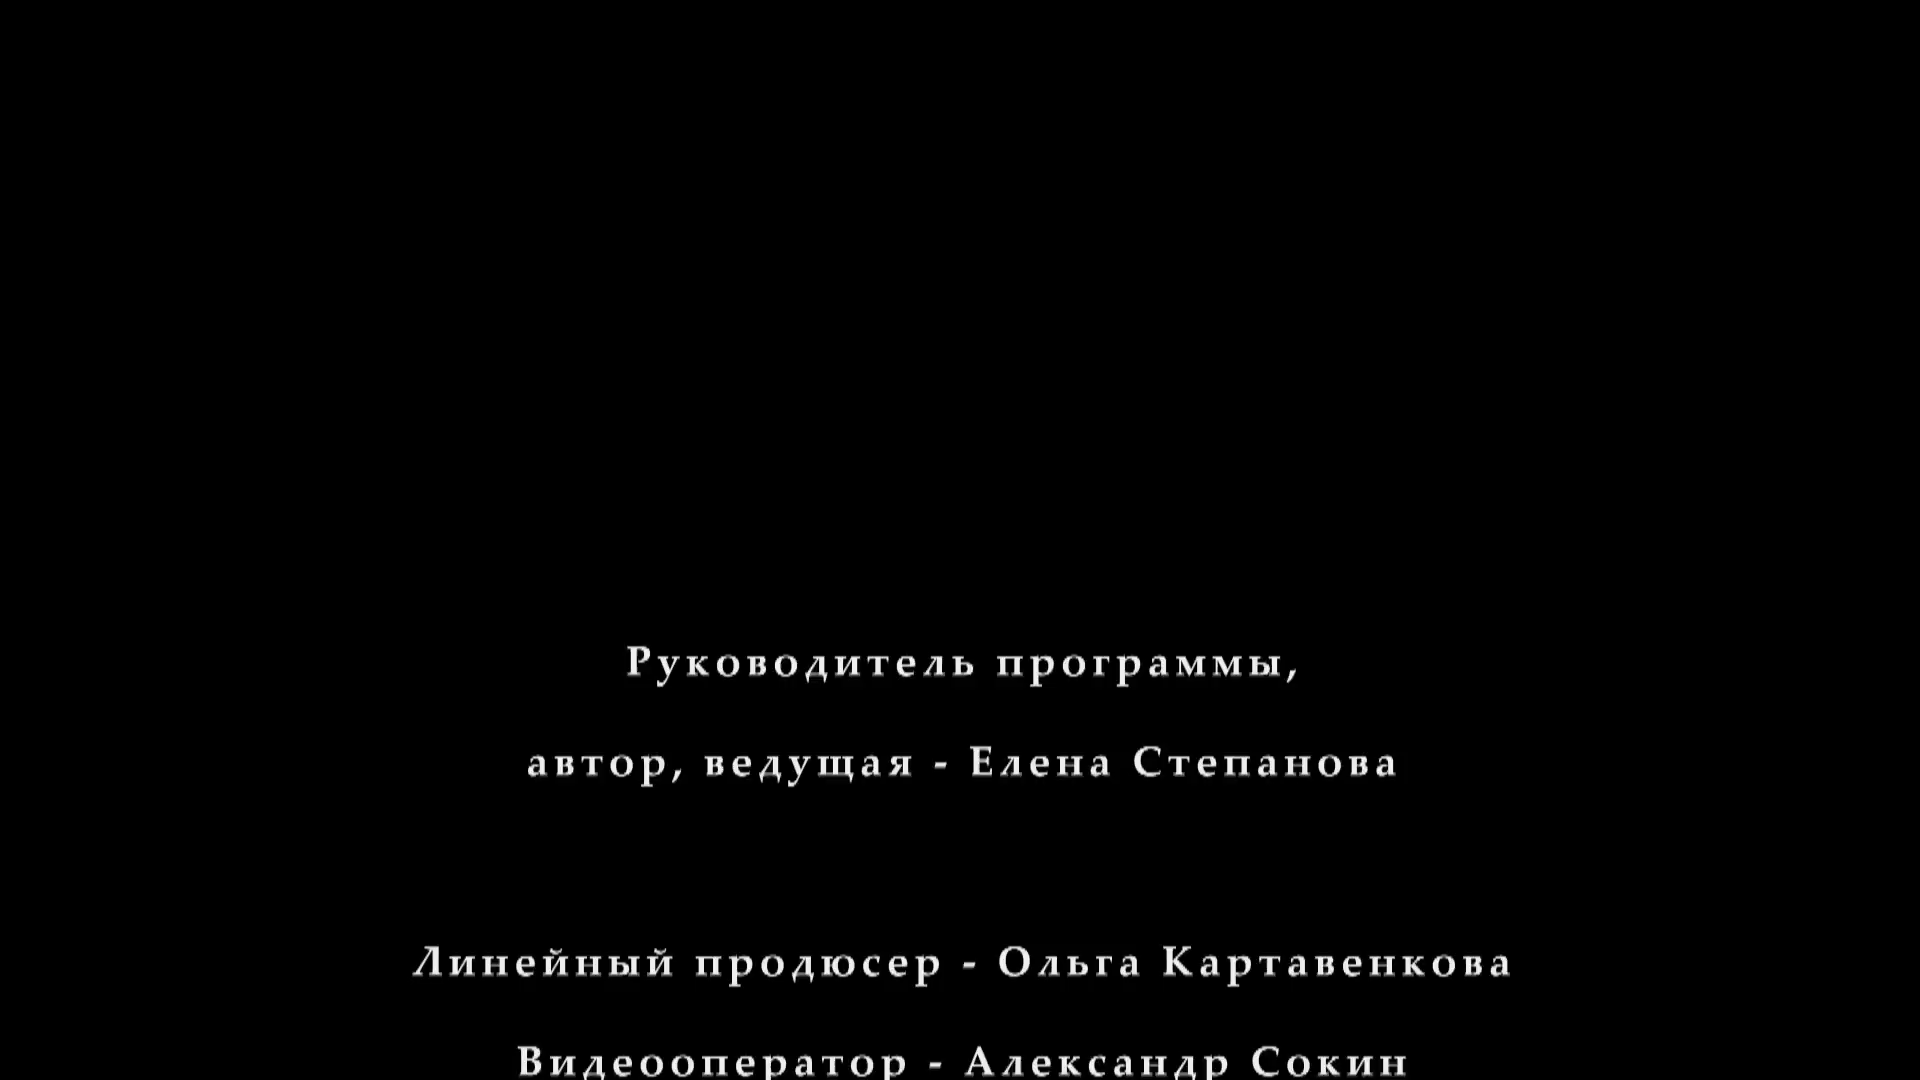 Руководитель программы,
автор, ведущая - Елена Степанова
Линейный продюсер - Ольга Картавенкова
Видеооператор - Александр Сокин